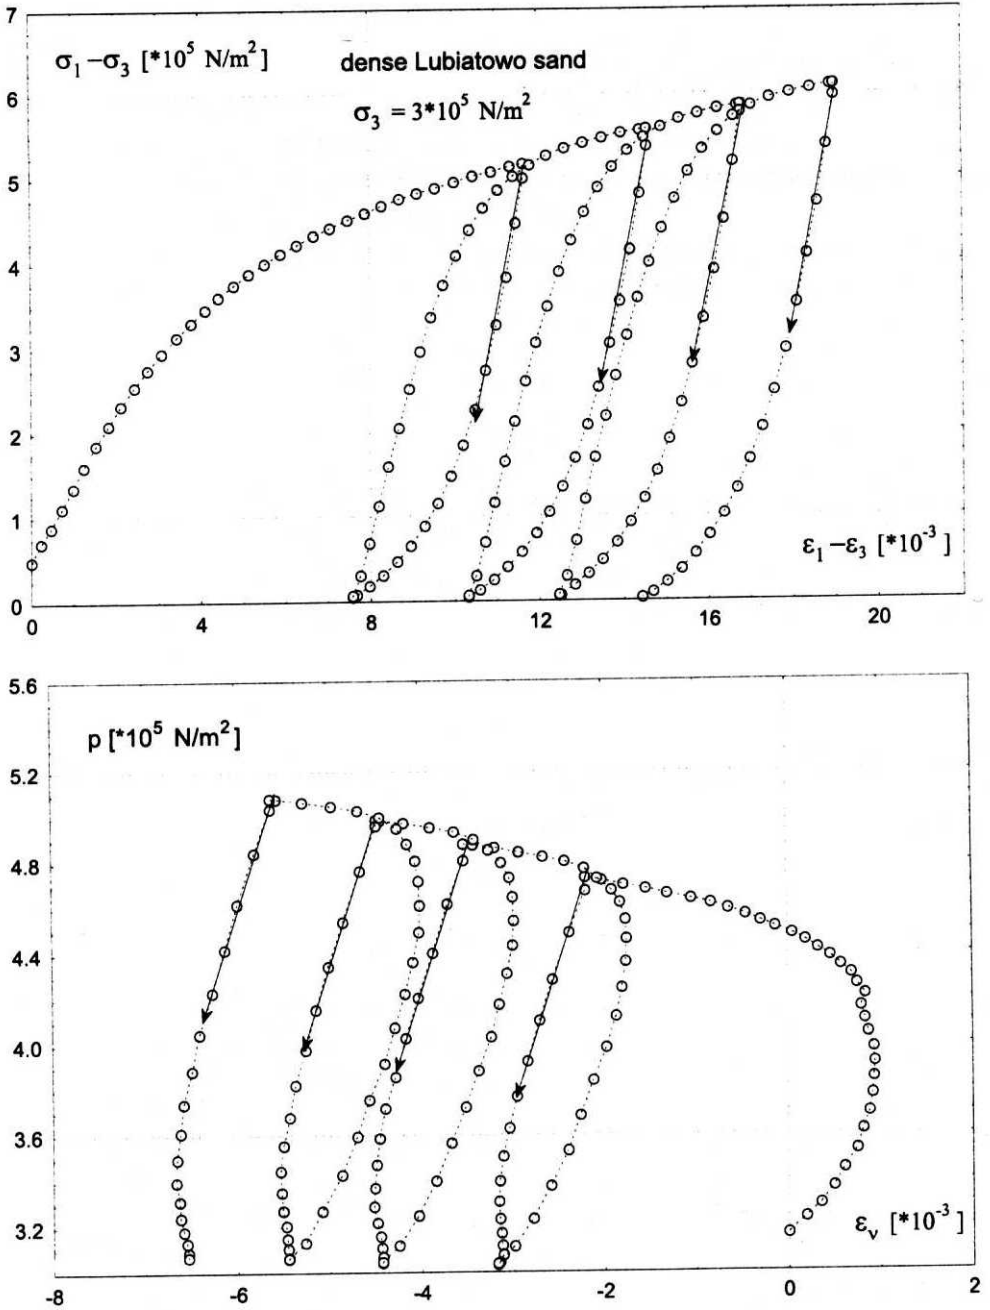 7
σ1 – σ3 [*10^5 N/m^2]
dense Lubiatowo sand
σ3 = 3*10^5 N/m^2
6
5
4
3
2
1
ε1 – ε3 [*10^-3 ]
0
0 4 8 12 16 20
5.6
p [*10^5 N/m^2]
5.2
4.8
4.4
4.0
3.6
3.2
εν [*10^-3 ]
-8 -6 -4 -2 0 2